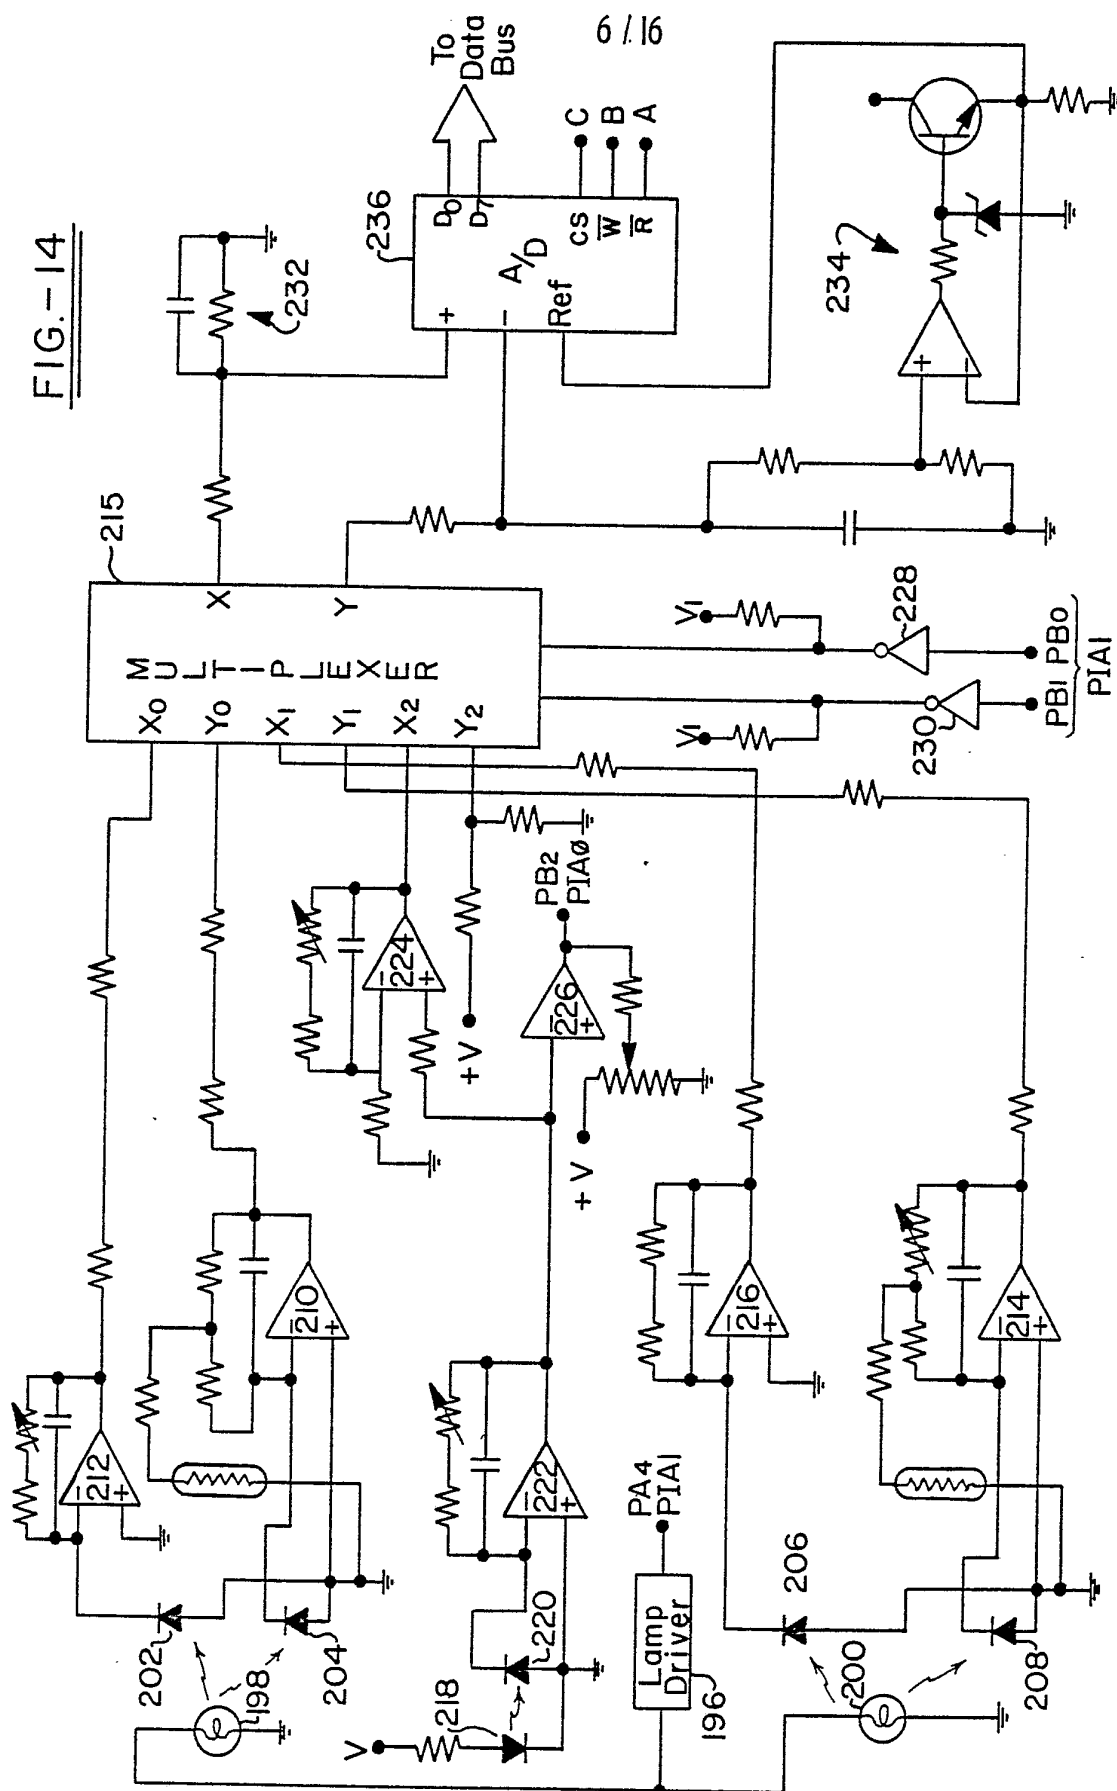 6/16
FIG.-14
To
Data
Bus
236
D0
D7
A/D
+
−
Ref
CS
W
R
C
B
A
232
234
+
−
215
MULTIPLEXER
X
Y
X0
Y0
X1
Y1
X2
Y2
V1
V1
228
230
PB1 PB0
PIA1
−
224
+
+V
PB2
PIAØ
−
226
+
+V
−
212
+
−
210
+
−
222
+
−
216
+
−
214
+
202
204
198
V
218
220
PA4
PIA1
Lamp
Driver
196
206
200
208